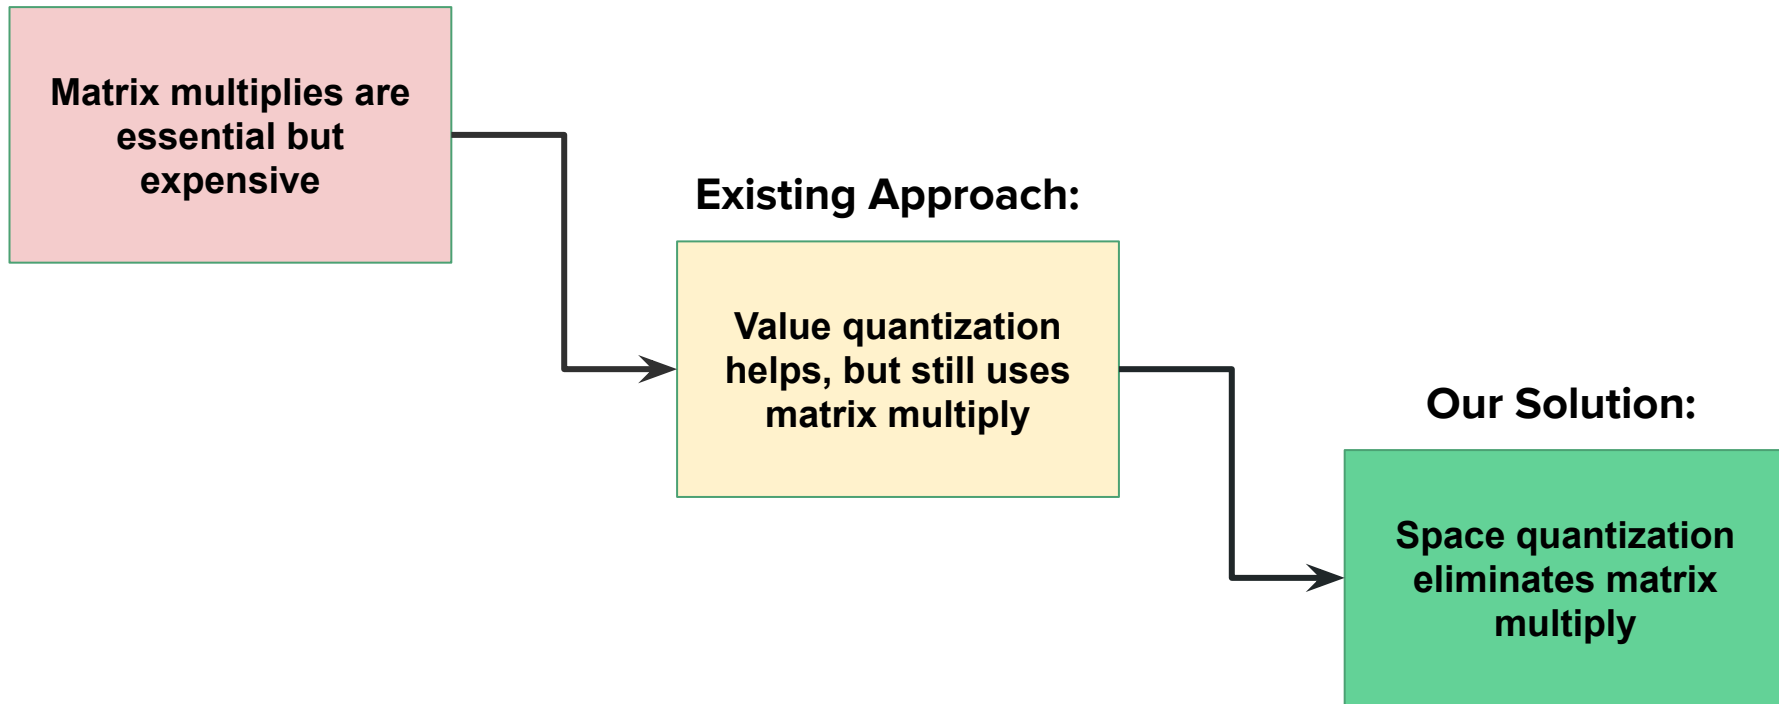 Matrix multiplies are
essential but
expensive
Existing Approach:
Value quantization
helps, but still uses
matrix multiply
Our Solution:
Space quantization
eliminates matrix
multiply